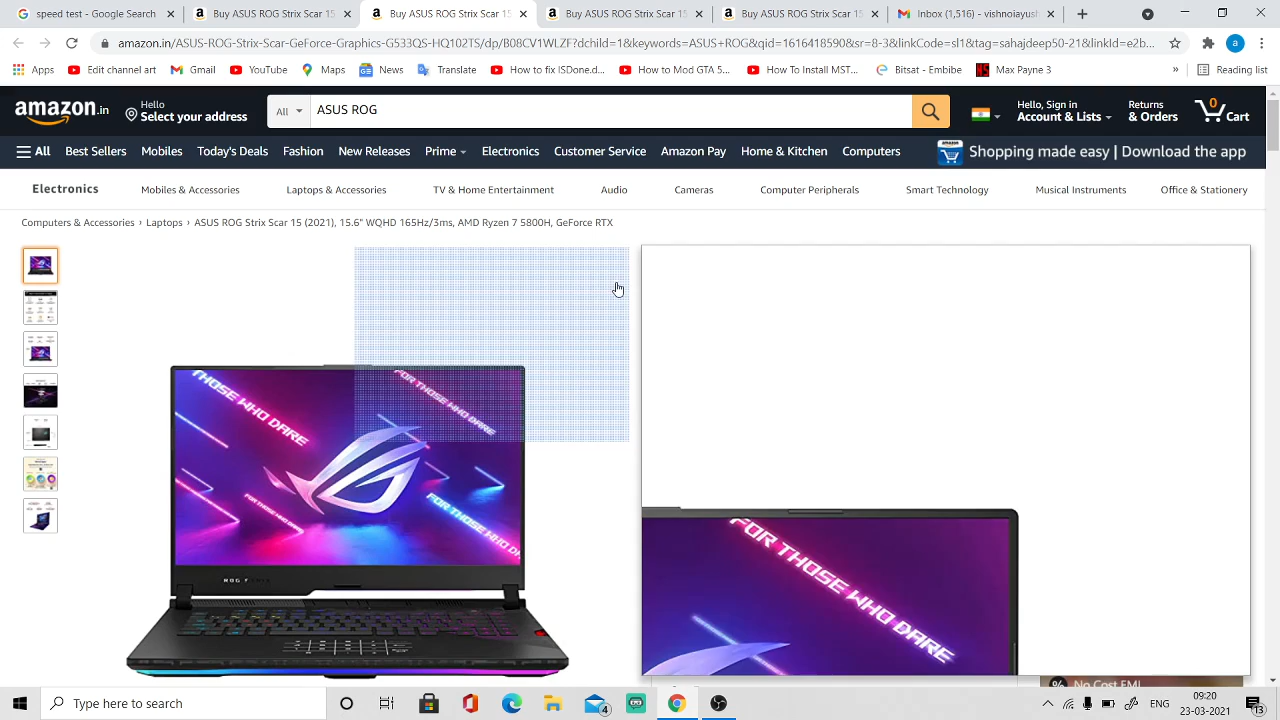 speed test - Google Search
Buy ASUS ROG Strix Scar 15
Buy ASUS ROG Strix Scar 15
Buy ASUS ROG Strix Scar 15
Buy ASUS ROG Strix Scar 15
Inbox (1,516) - vishnoiayush
amazon.in/ASUS-ROG-Strix-Scar-GeForce-Graphics-G533QS-HQ102TS/dp/B08CV1WLZF?dchild=1&keywords=ASUS+ROG&qid=1616418590&sr=8-3&linkCode=sl1&tag=sahajdeep50-21&linkId=e2b...
a
Apps
Edit - Channel art
Gmail
YouTube
Maps
News
Translate
How to fix ISDone.d...
How to Mod GTA 5...
How To Install MST...
Bitsat - Embibe
Max Payne 3
»
Reading list
amazon.in
Hello
Select your address
All
ASUS ROG
Hello, Sign in
Account & Lists
Returns
& Orders
0
Cart
All
Best Sellers
Mobiles
Today's Deals
Fashion
New Releases
Prime
Electronics
Customer Service
Amazon Pay
Home & Kitchen
Computers
Shopping made easy | Download the app
Electronics
Mobiles & Accessories
Laptops & Accessories
TV & Home Entertainment
Audio
Cameras
Computer Peripherals
Smart Technology
Musical Instruments
Office & Stationery
Computers & Accessories › Laptops › ASUS ROG Strix Scar 15 (2021), 15.6" WQHD 165Hz/3ms, AMD Ryzen 7 5800H, GeForce RTX
THOSE WHO DARE
FOR THOSE WHO DARE
FOR THOSE WHO DARE
FOR THOSE WHO D
FOR THOSE WHO DARE
No Cost EMI
Type here to search
4
ENG
09:20
23-03-2021
13